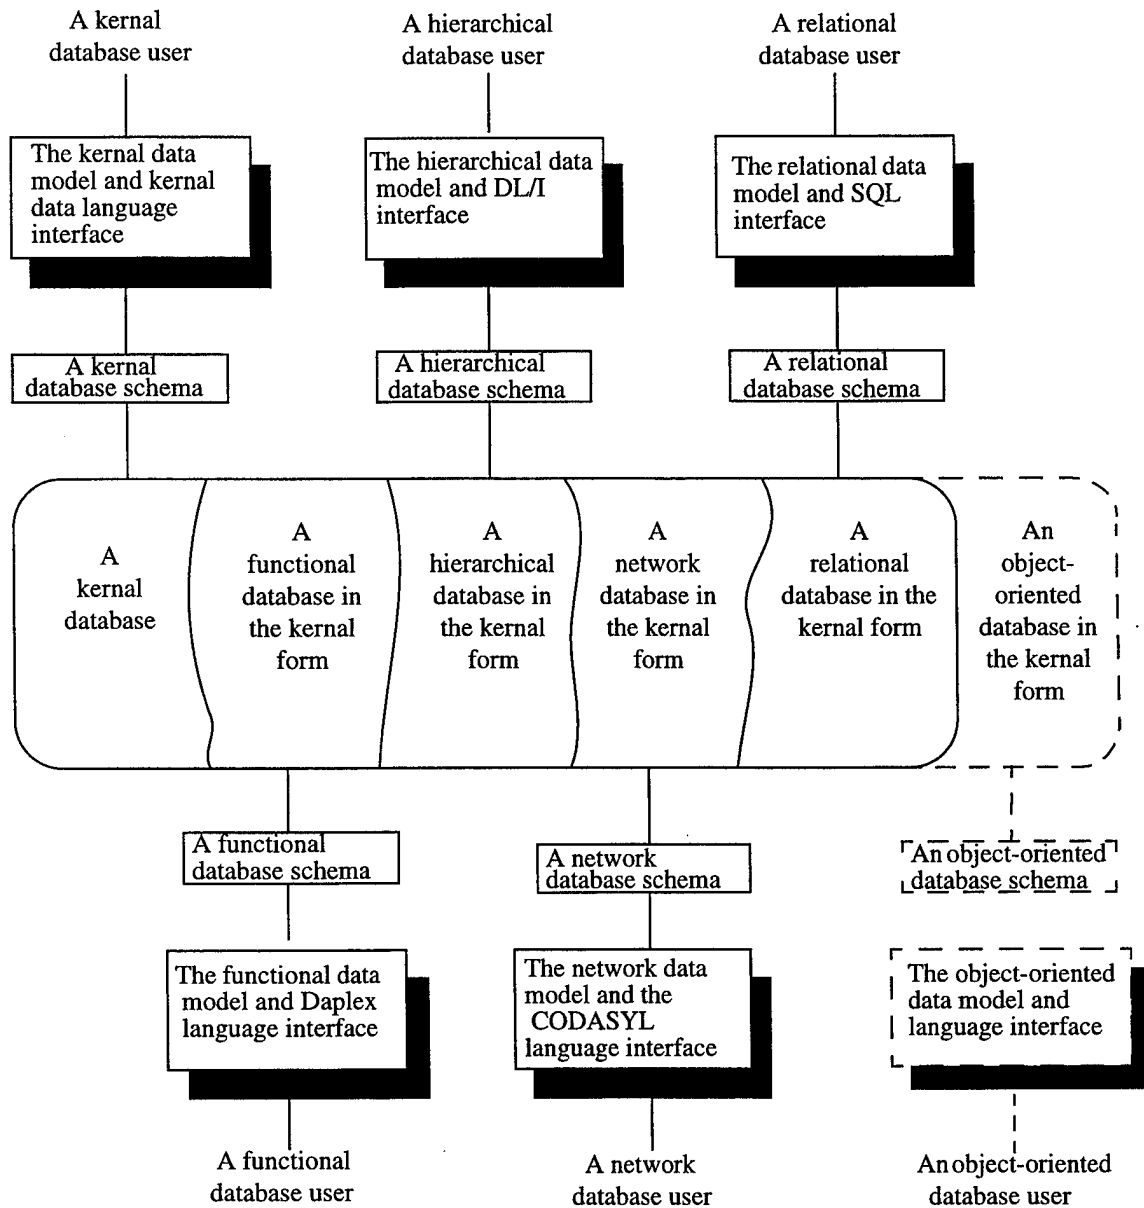 A kernal
database user
A hierarchical
database user
A relational
database user
The kernal data
model and kernal
data language
interface
The hierarchical data
model and DL/I
interface
The relational data
model and SQL
interface
A kernal
database schema
A hierarchical
database schema
A relational
database schema
A
kernal
database
A
functional
database in
the kernal
form
A
hierarchical
database in
the kernal
form
A
network
database in
the kernal
form
A
relational
database in the
kernal form
An
object-
oriented
database in
the kernal
form
A functional
database schema
A network
database schema
An object-oriented
database schema
The functional data
model and Daplex
language interface
The network data
model and the
CODASYL
language interface
The object-oriented
data model and
language interface
A functional
database user
A network
database user
An object-oriented
database user